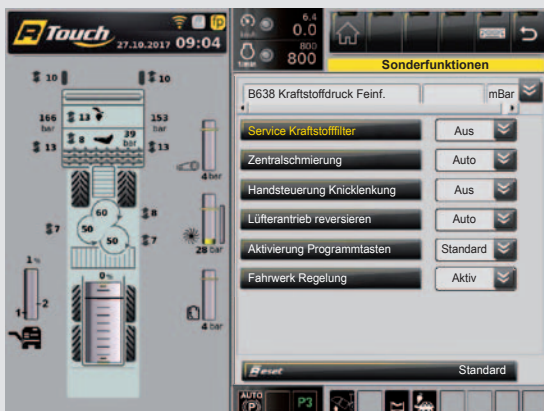 R Touch fp
27.10.2017 09:04
10 10
166 bar 13 153 bar
8 39 bar
13 13
4 bar
60
50 50
7 8
7
28 bar
1 %
0 %
1 2
4 bar
6.4
0.0
800
800
Sonderfunktionen
B638 Kraftstoffdruck Feinf. mBar
Service Kraftstofffilter Aus
Zentralschmierung Auto
Handsteuerung Knicklenkung Aus
Lüfterantrieb reversieren Auto
Aktivierung Programmtasten Standard
Fahrwerk Regelung Aktiv
Reset Standard
AUTO P P3